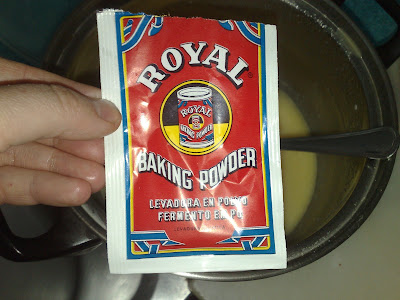 ROYAL
ROYAL
BAKING POWDER
BAKING POWDER
LEVADURA EN POLVO
FERMENTO EM PÓ